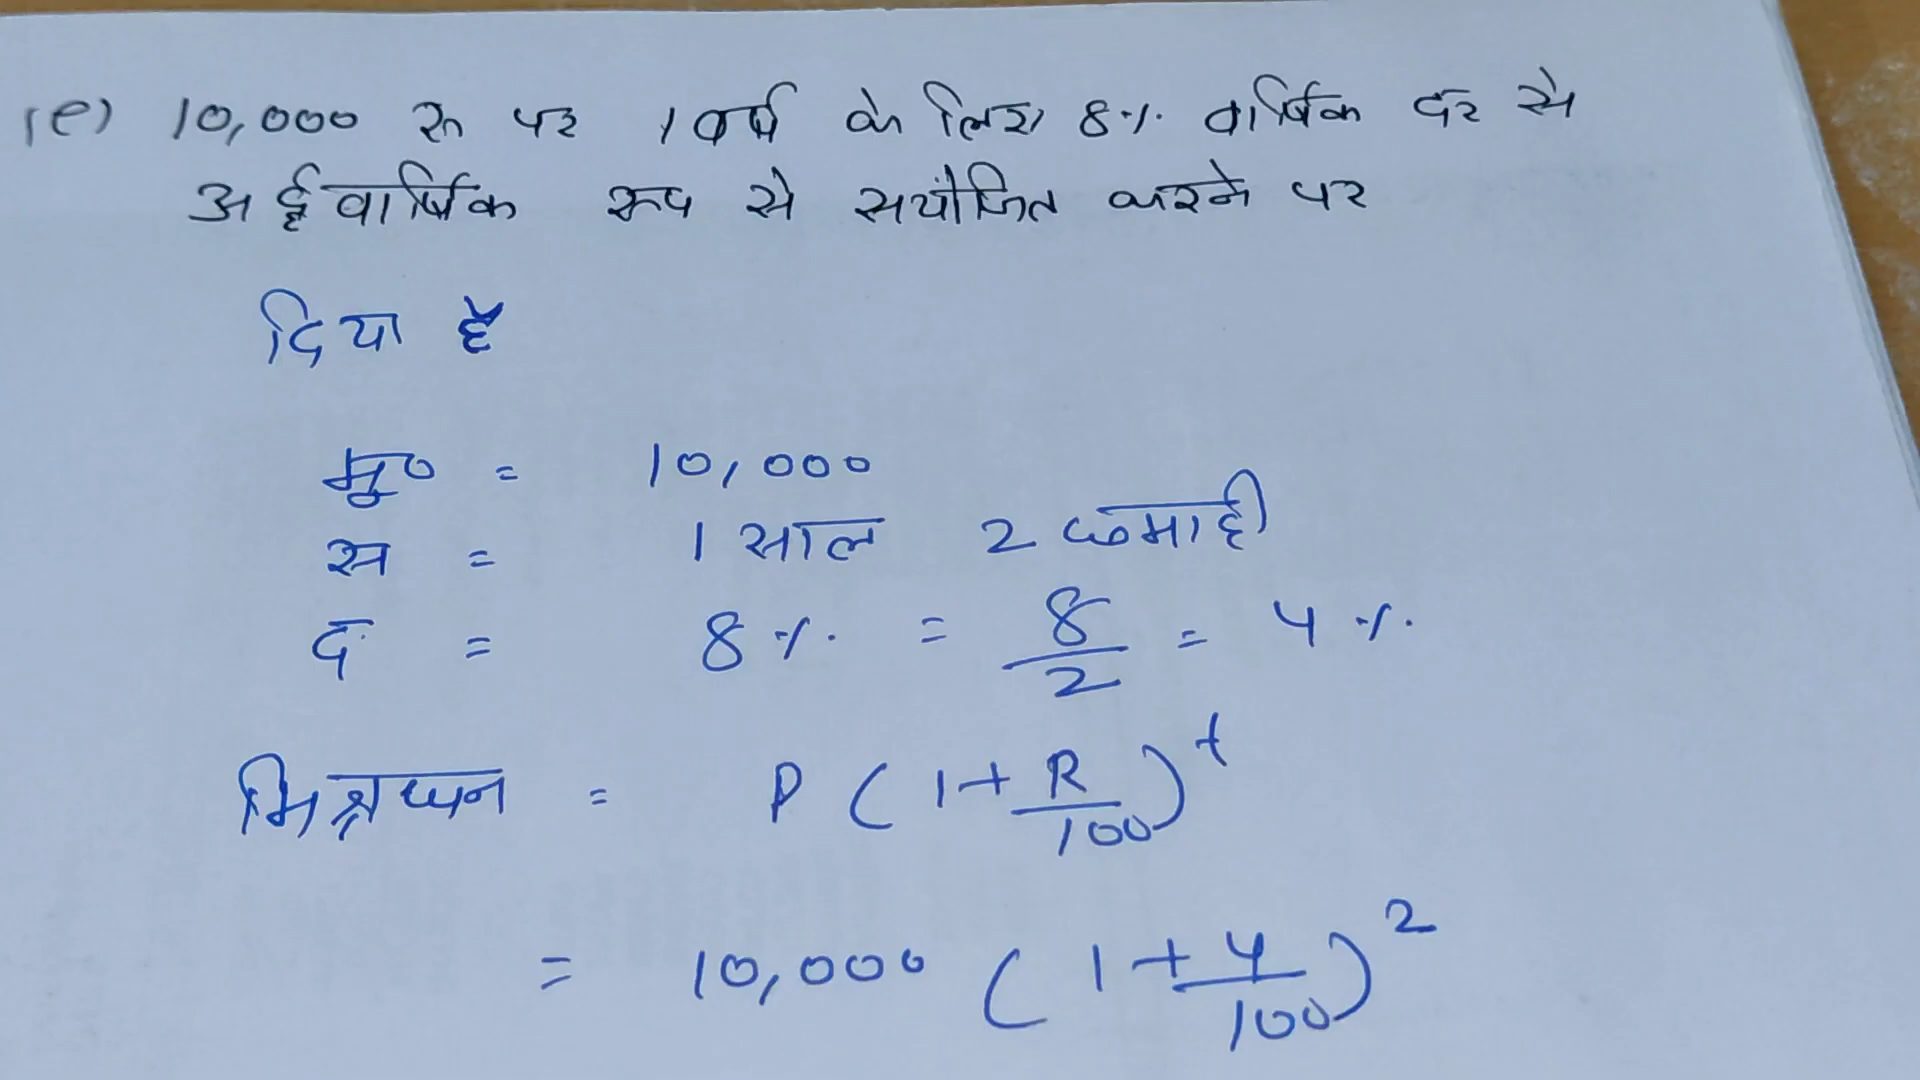 (e) 10,000 रु पर 1 वर्ष के लिए 8% वार्षिक दर से
अर्द्धवार्षिक रूप से सयोंजित करने पर
दिया है
मू० = 10,000
स = 1 साल 2 छमाही
द = 8% = 8/2 = 4%
मिश्रधन = P(1+R/100)^t
= 10,000 (1+4/100)^2